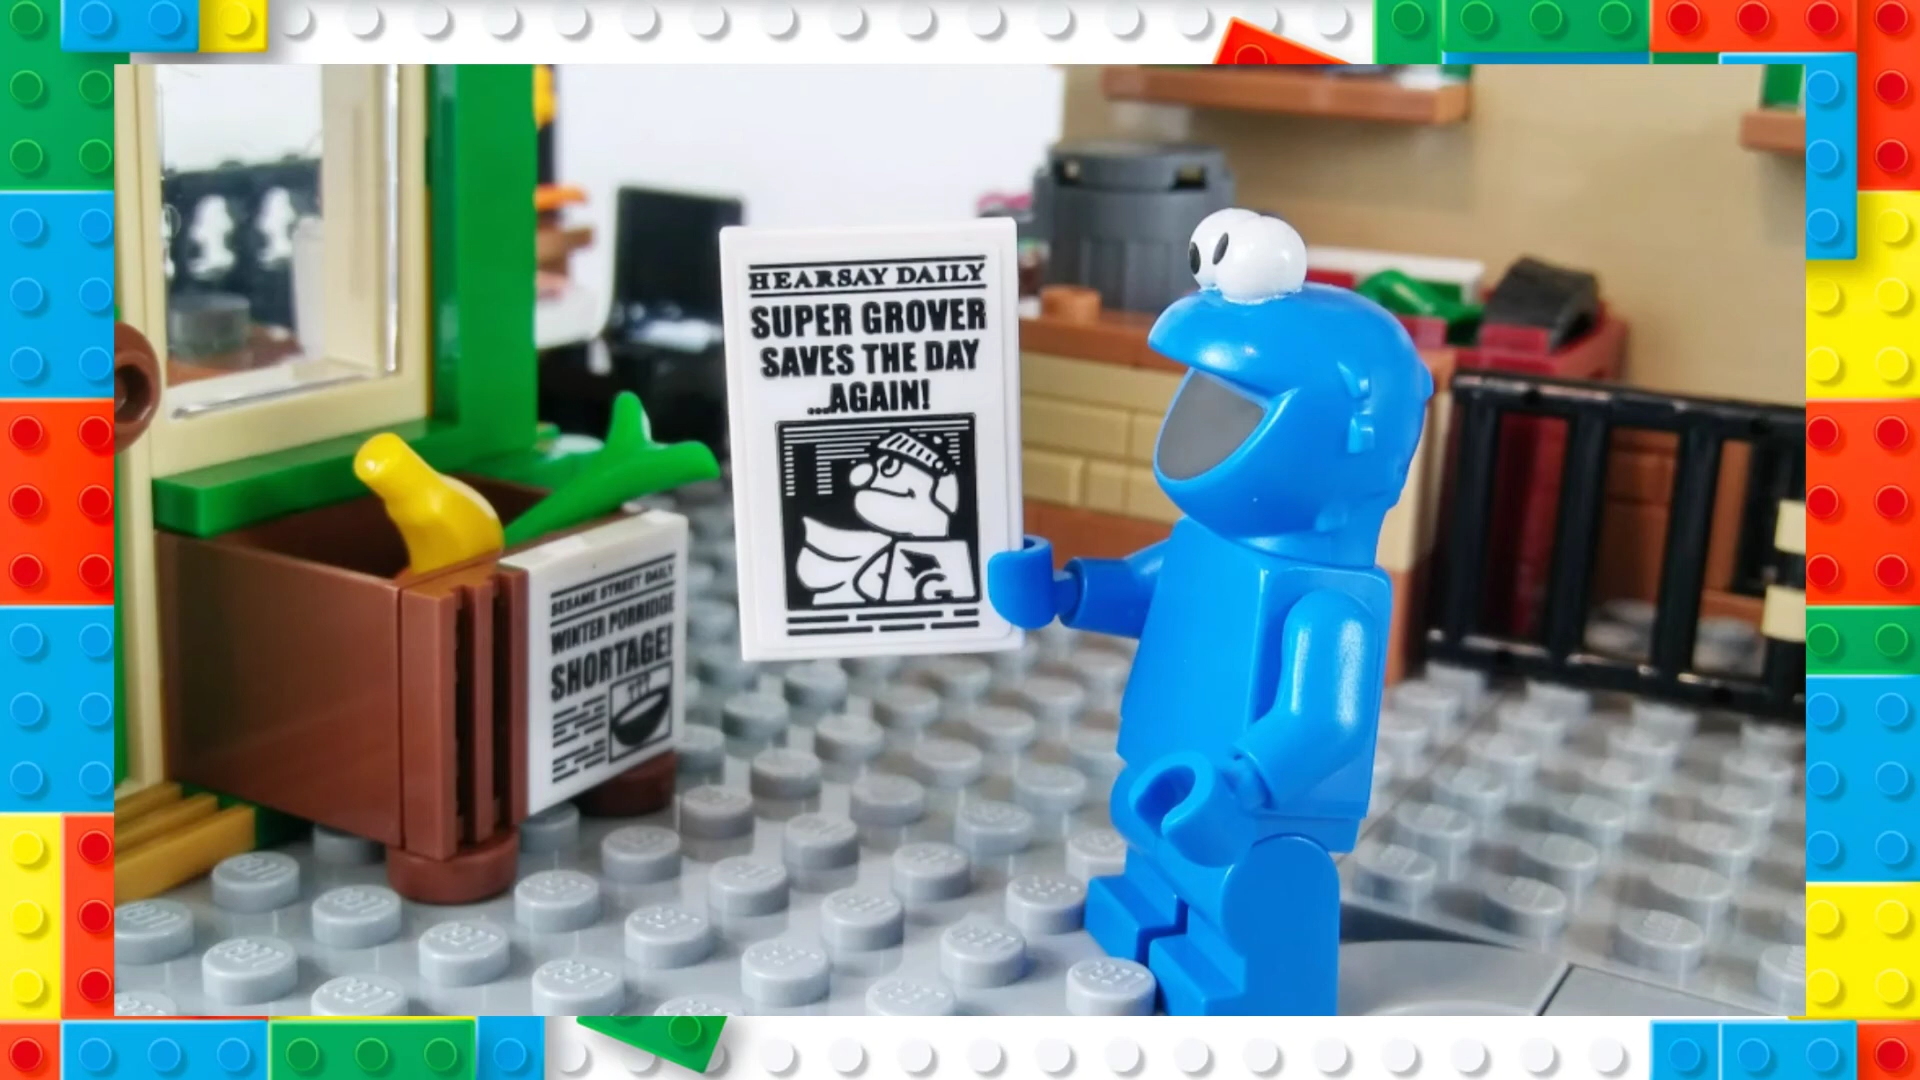 HEARSAY DAILY
SUPER GROVER
SAVES THE DAY
...AGAIN!
G
SESAME STREET DAILY
WINTER PORRIDGE
SHORTAGE!